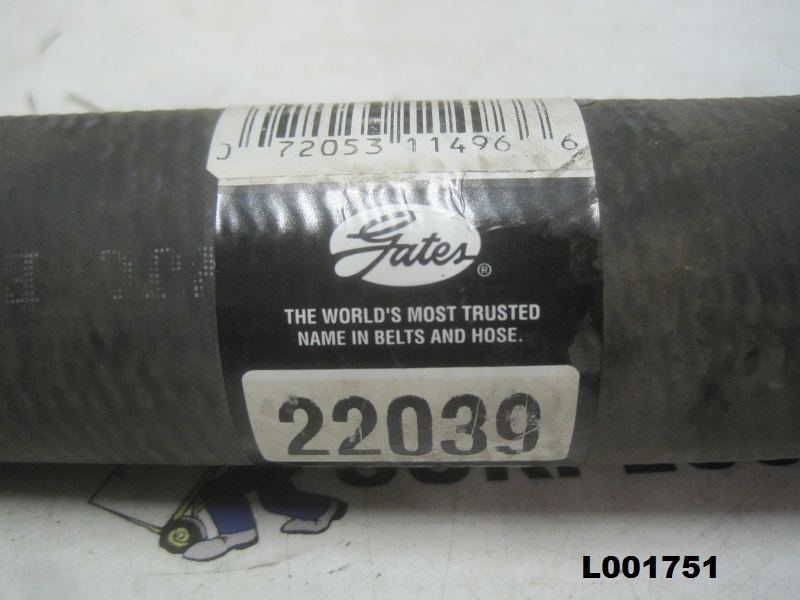 0 72053 11496 6
Gates®
THE WORLD'S MOST TRUSTED
NAME IN BELTS AND HOSE.
22039
L001751